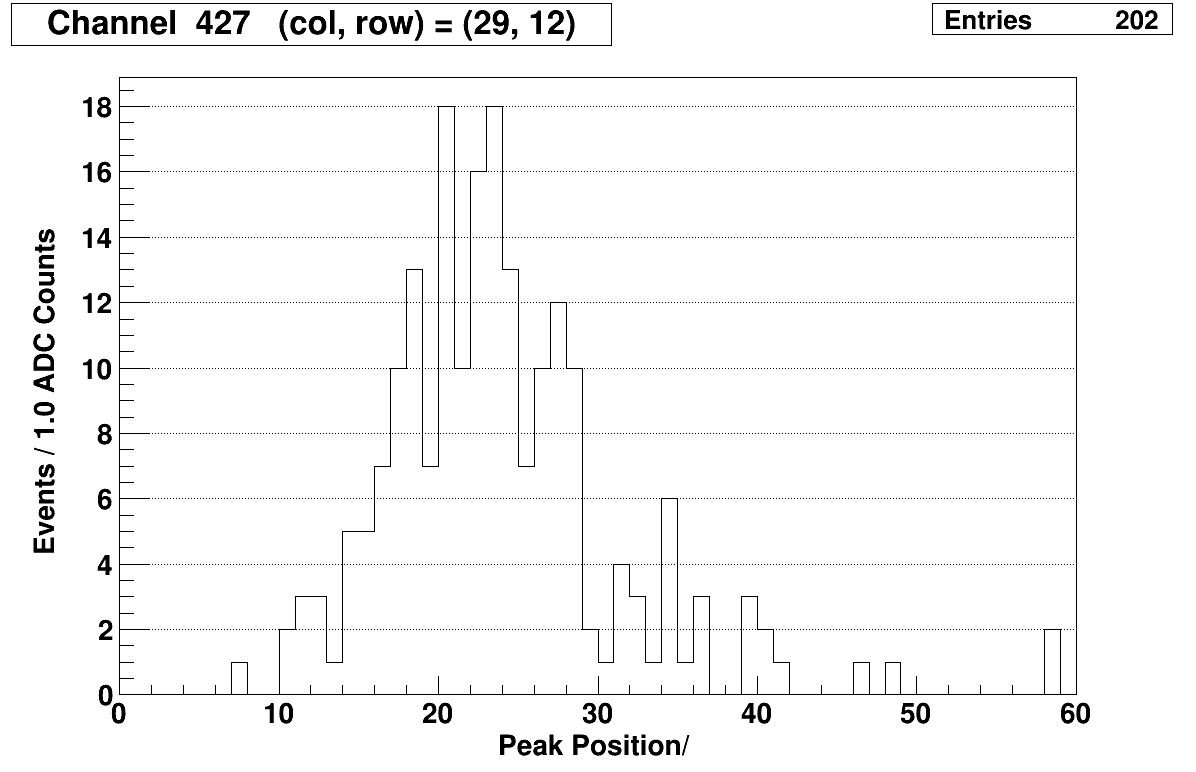 Channel 427 (col, row) = (29, 12)
Entries 202
18
16
14
12
10
8
6
4
2
0
Events / 1.0 ADC Counts
0 10 20 30 40 50 60
Peak Position/